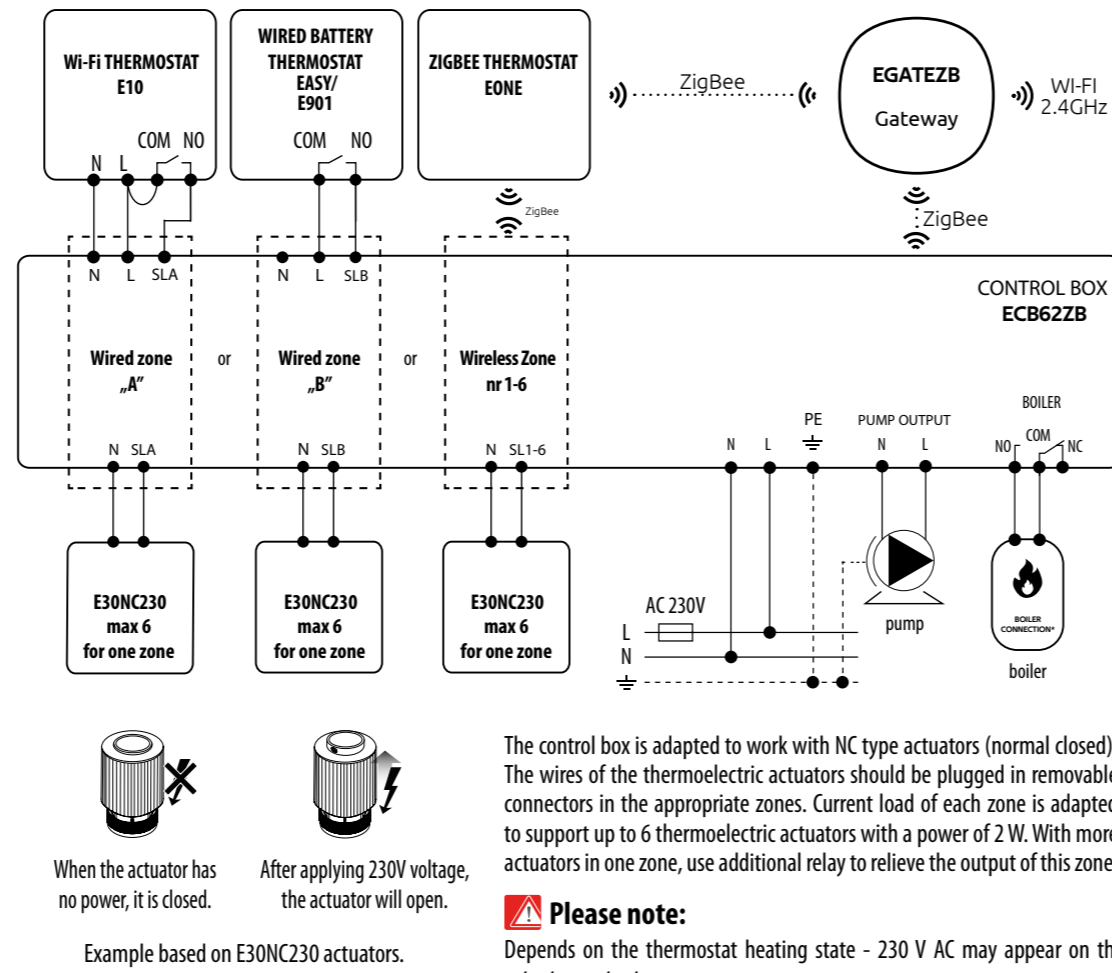 Wi-Fi THERMOSTAT
E10
N L COM NO
WIRED BATTERY
THERMOSTAT
EASY/
E901
COM NO
ZIGBEE THERMOSTAT
EONE
ZigBee
EGATEZB
Gateway
WI-FI
2.4GHz
ZigBee
ZigBee
N L SLA
N L SLB
CONTROL BOX
ECB62ZB
Wired zone
„A”
or
Wired zone
„B”
or
Wireless Zone
nr 1-6
N SLA
N SLB
N SL1-6
N L PE
PUMP OUTPUT
N L
BOILER
NO COM NC
E30NC230
max 6
for one zone
E30NC230
max 6
for one zone
E30NC230
max 6
for one zone
AC 230V
L
N
pump
BOILER
CONNECTION*
boiler
When the actuator has
no power, it is closed.
After applying 230V voltage,
the actuator will open.
Example based on E30NC230 actuators.
The control box is adapted to work with NC type actuators (normal closed)
The wires of the thermoelectric actuators should be plugged in removable
connectors in the appropriate zones. Current load of each zone is adapted
to support up to 6 thermoelectric actuators with a power of 2 W. With more
actuators in one zone, use additional relay to relieve the output of this zone
Please note:
Depends on the thermostat heating state - 230 V AC may appear on th